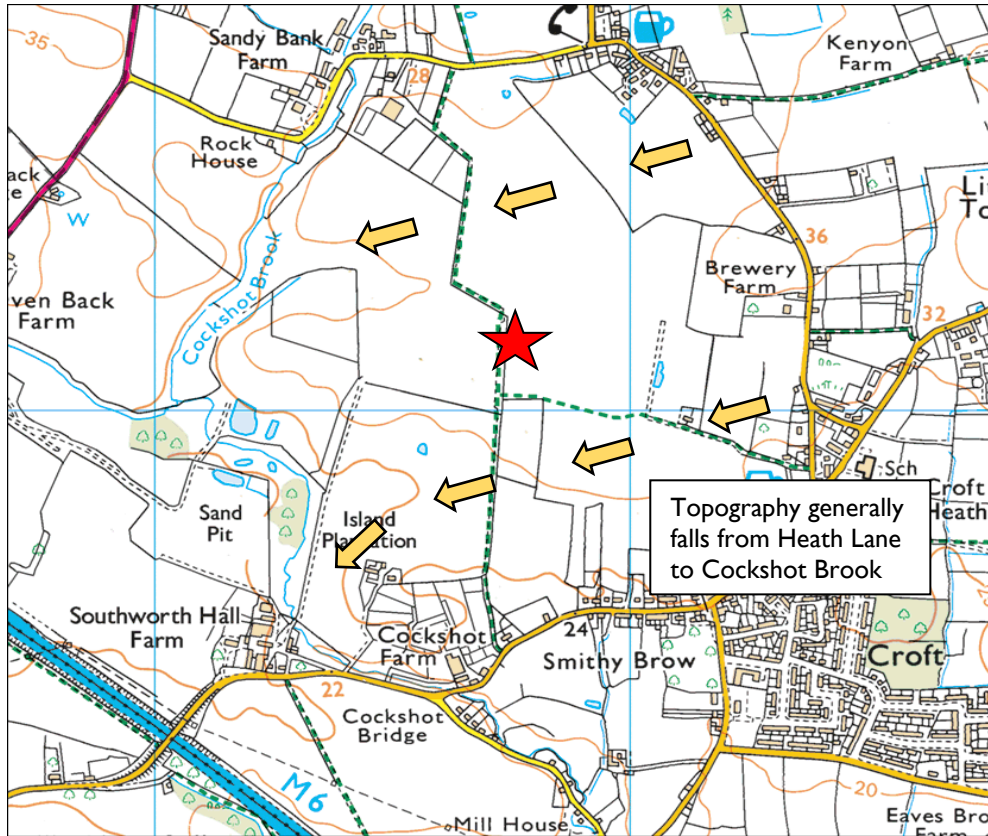 35
Sandy Bank
Farm
28
Kenyon
Farm
Rock
House
ack
e
W
Cockshot Brook
ven Back
Farm
36
Brewery
Farm
Li
To
32
Sch
Croft
Heath
Topography generally
falls from Heath Lane
to Cockshot Brook
Sand
Pit
Island
Southworth Hall
Farm
Cockshot
Farm
24
Smithy Brow
Croft
22
Cockshot
Bridge
M6
20
Mill House
Eaves Bro
Farm